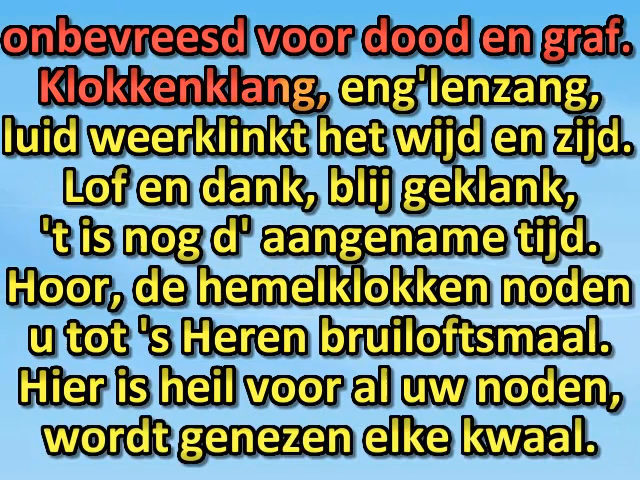 onbevreesd voor dood en graf.
Klokkenklang, eng'lenzang,
luid weerklinkt het wijd en zijd.
Lof en dank, blij geklank,
't is nog d' aangename tijd.
Hoor, de hemelklokken noden
u tot 's Heren bruiloftsmaal.
Hier is heil voor al uw noden,
wordt genezen elke kwaal.